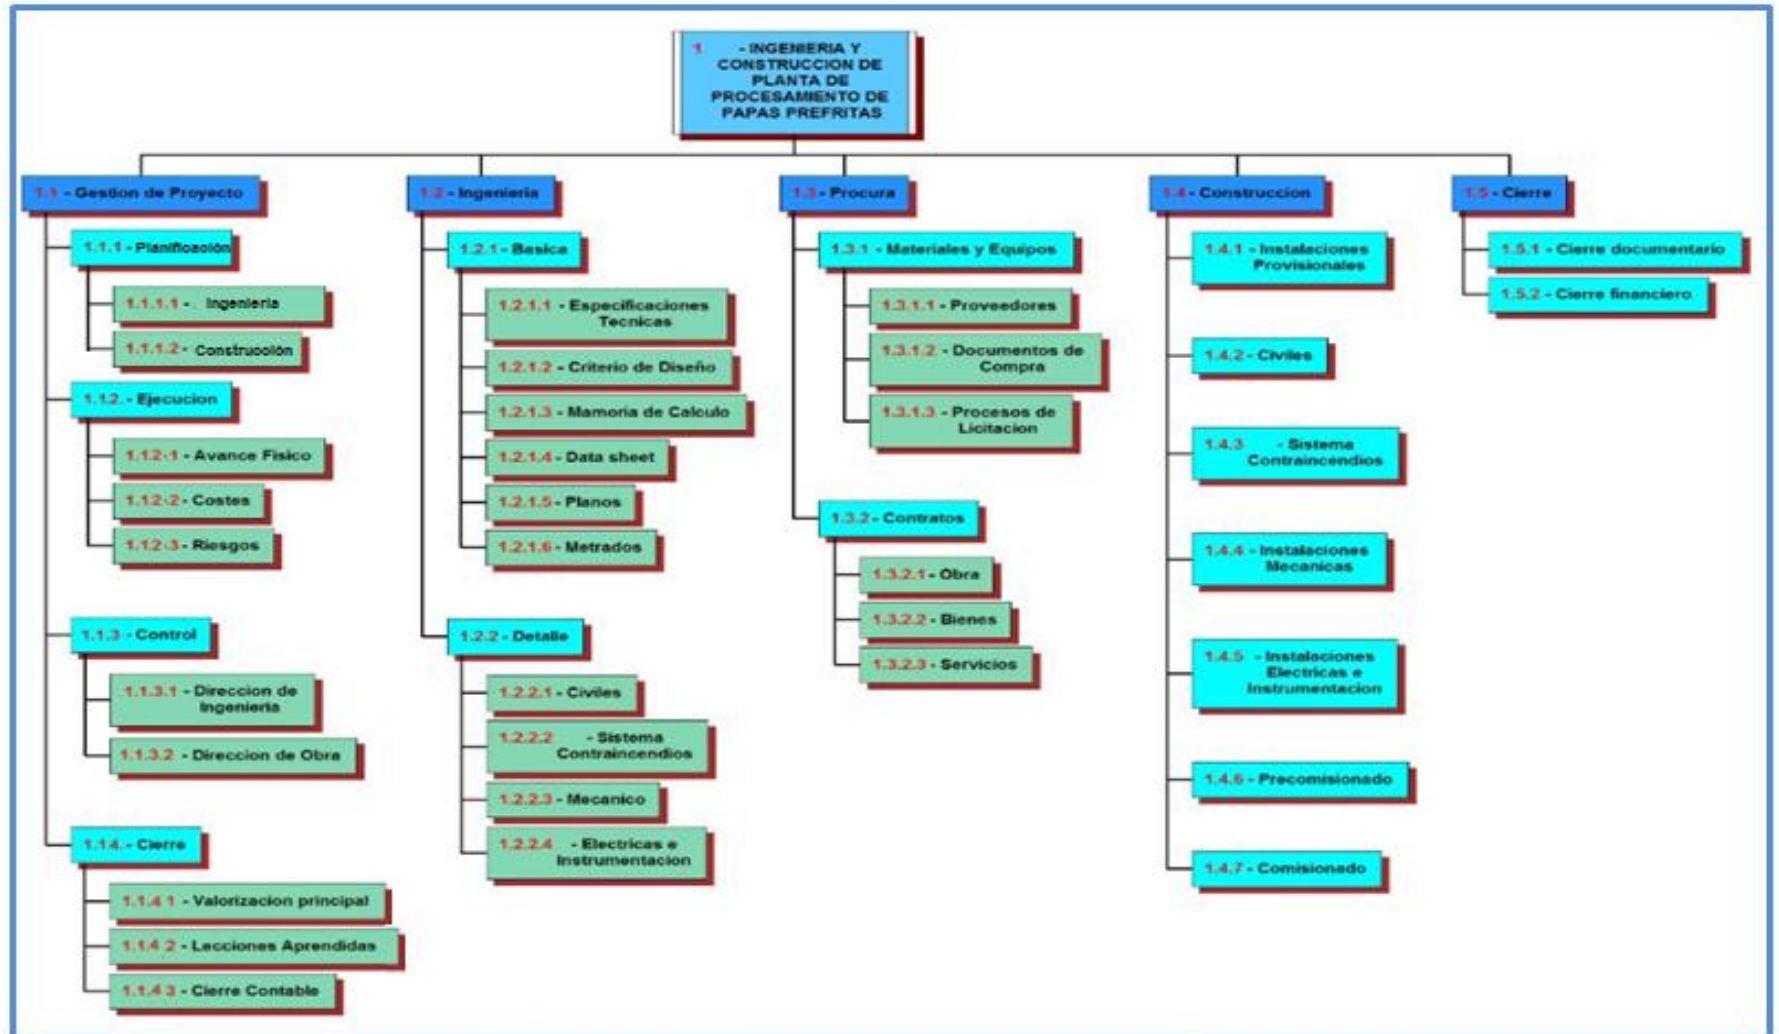 1 - INGENIERIA Y
CONSTRUCCION DE
PLANTA DE
PROCESAMIENTO DE
PAPAS PREFRITAS
1.1 - Gestion de Proyecto
1.1.1 - Planificación
1.1.1.1 -. Ingenieria
1.1.1.2 - Construcción
1.1.2. - Ejecucion
1.1.2.1 - Avance Fisico
1.1.2.2 - Costes
1.1.2.3 - Riesgos
1.1.3 - Control
1.1.3.1 - Direccion de
Ingenieria
1.1.3.2 - Direccion de Obra
1.1.4. - Cierre
1.1.4 1 - Valorizacion principal
1.1.4 2 - Lecciones Aprendidas
1.1.4 3 - Cierre Contable
1.2 - Ingenieria
1.2.1 - Basica
1.2.1.1 - Especificaciones
Tecnicas
1.2.1.2 - Criterio de Diseño
1.2.1.3 - Mamoria de Calculo
1.2.1.4 - Data sheet
1.2.1.5 - Planos
1.2.1.6 - Metrados
1.2.2 - Detalle
1.2.2.1 - Civiles
1.2.2.2 - Sistema
Contraincendios
1.2.2.3 - Mecanico
1.2.2.4 - Electricas e
Instrumentacion
1.3 - Procura
1.3.1 - Materiales y Equipos
1.3.1.1 - Proveedores
1.3.1.2 - Documentos de
Compra
1.3.1.3 - Procesos de
Licitacion
1.3.2 - Contratos
1.3.2.1 - Obra
1.3.2.2 - Bienes
1.3.2.3 - Servicios
1.4 - Construccion
1.4.1 - Instalaciones
Provisionales
1.4.2 - Civiles
1.4.3 - Sistema
Contraincendios
1.4.4 - Instalaciones
Mecanicas
1.4.5 - Instalaciones
Electricas e
Instrumentacion
1.4.6 - Precomisionado
1.4.7 - Comisionado
1.5 - Cierre
1.5.1 - Cierre documentario
1.5.2 - Cierre financiero